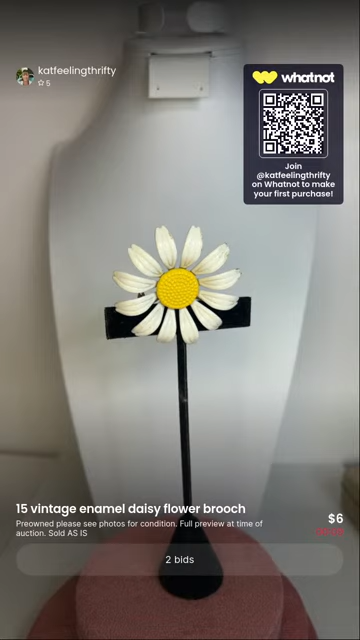 katfeelingthrifty
☆ 5
whatnot
Join
@katfeelingthrifty
on Whatnot to make
your first purchase!
15 vintage enamel daisy flower brooch
$6
Preowned please see photos for condition. Full preview at time of
auction. Sold AS IS
2 bids